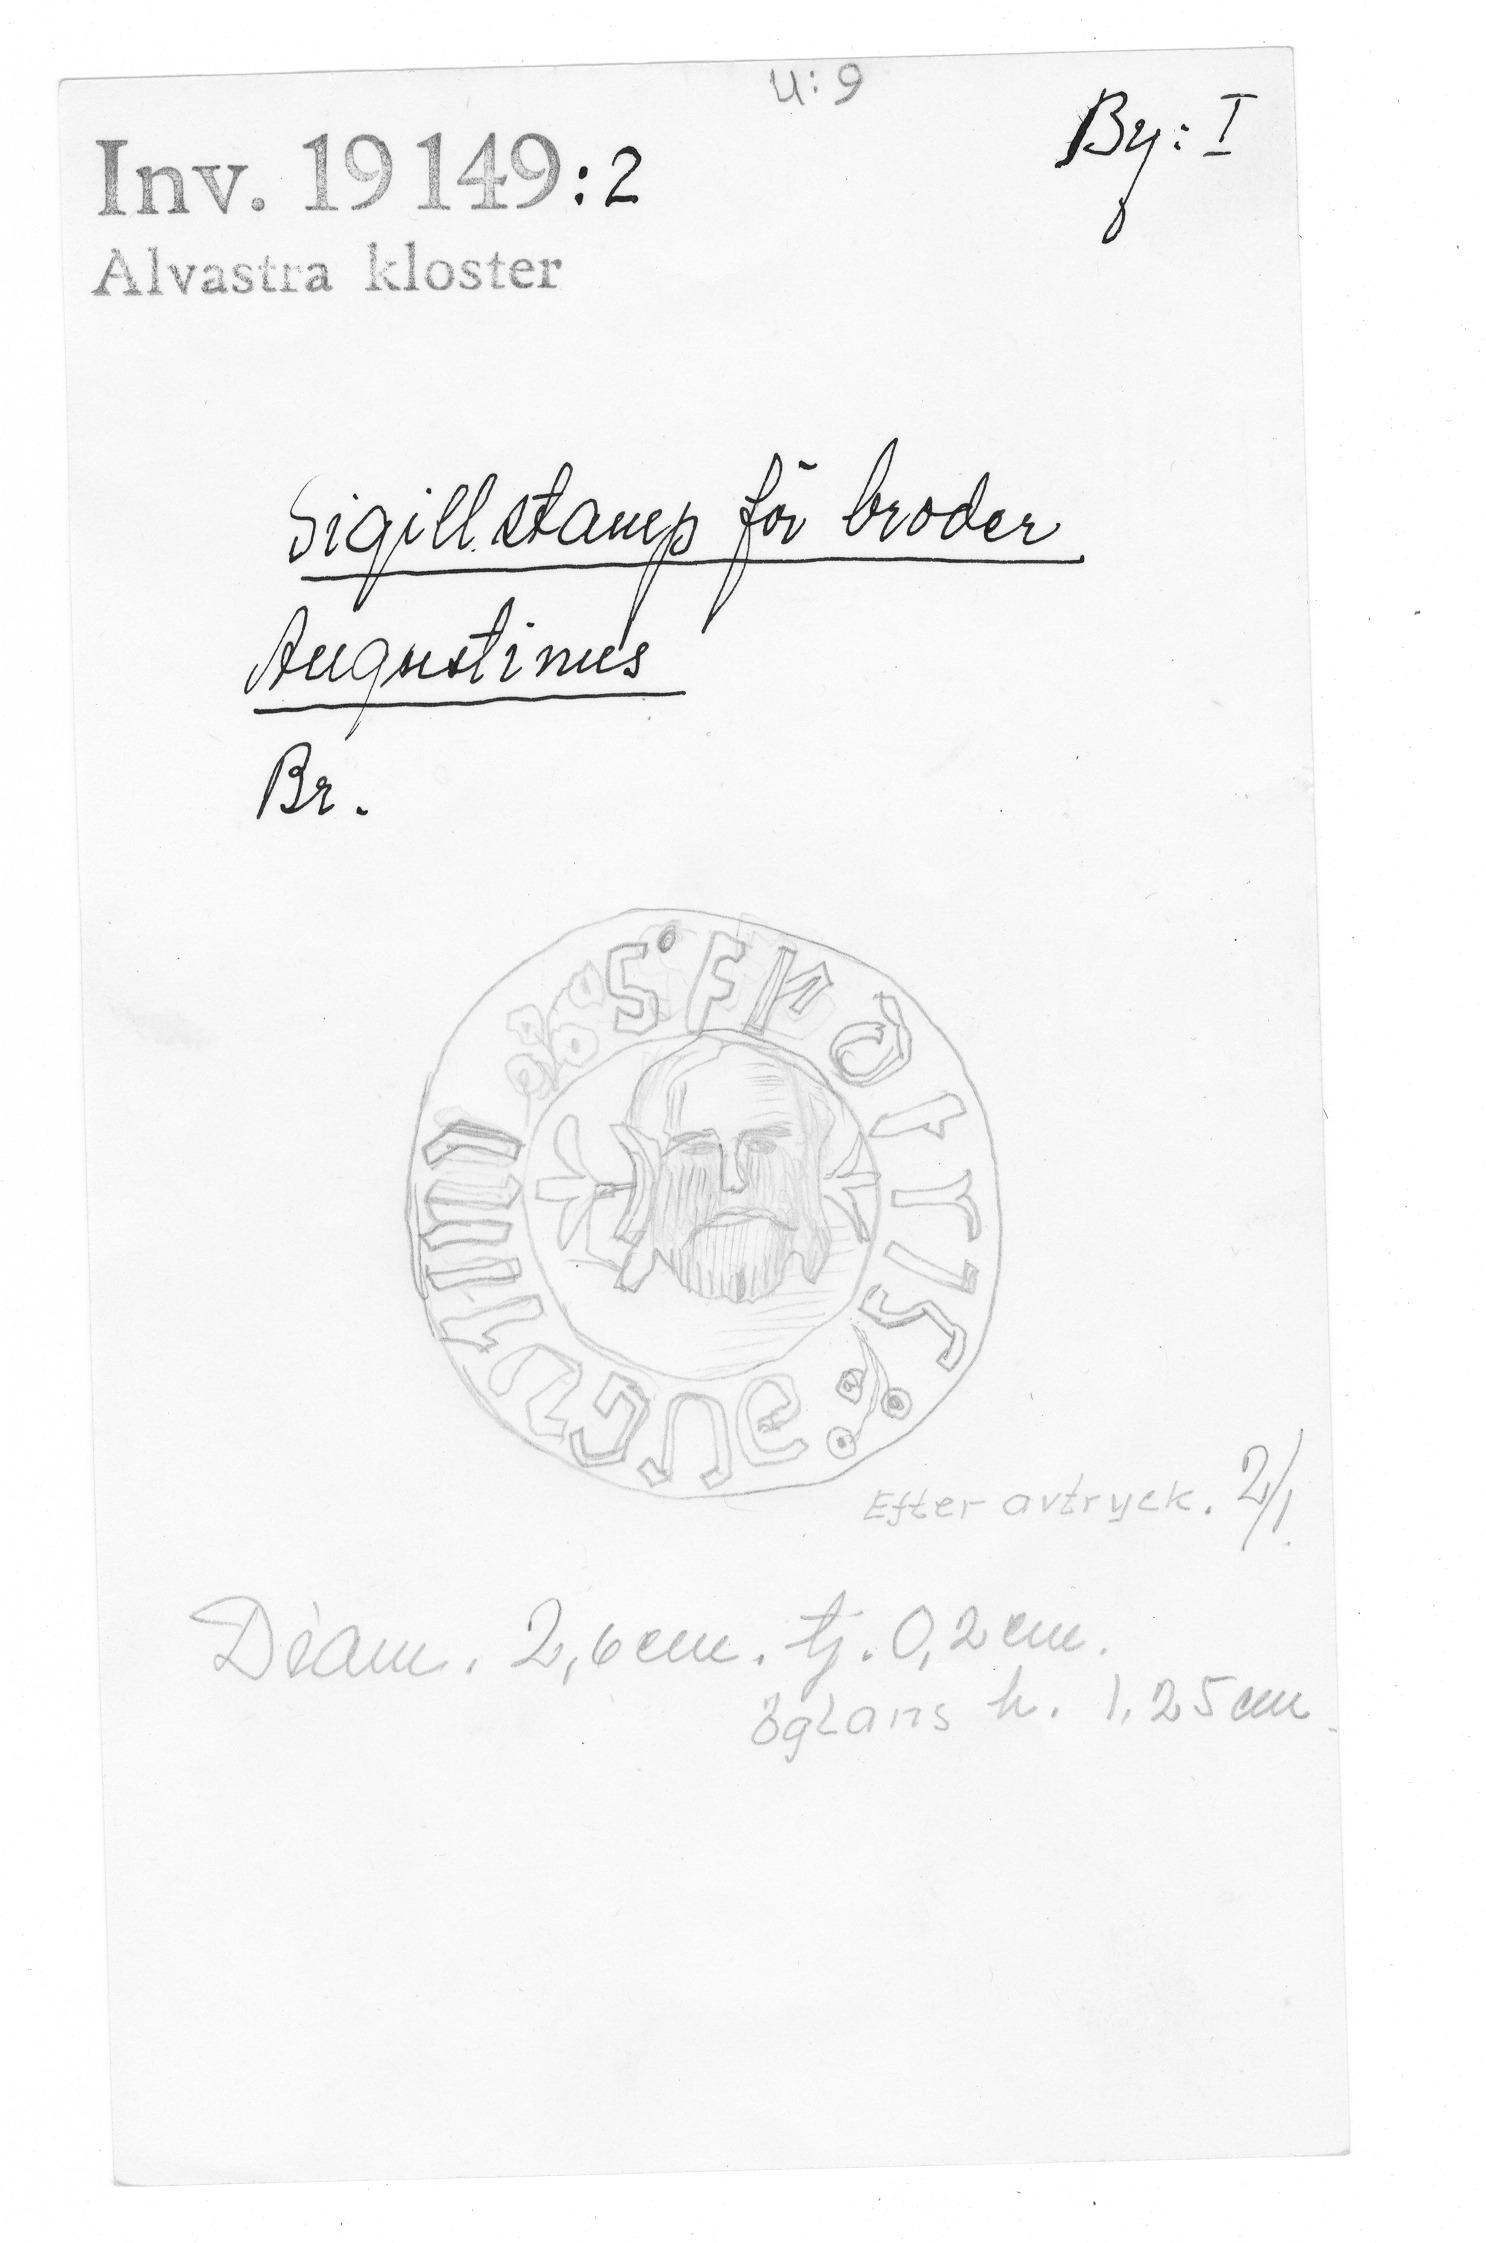 U:9
By: I
Inv. 19149:2
Alvastra kloster
Sigillstamp för broder
Augustinus
Br.
Efter avtryck. 2/1.
Diam. 2,6 cm. tj. 0,2 cm.
öglans h. 1,25 cm.